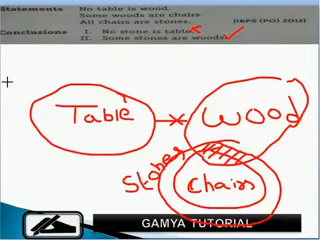 Statements No table is wood.
Some woods are chairs.
All chairs are stones. [IBPS (PO) 2012]
Conclusions I. No stone is table.
II. Some stones are woods.
Table
Wood
Stones
Chairs
GAMYA TUTORIAL